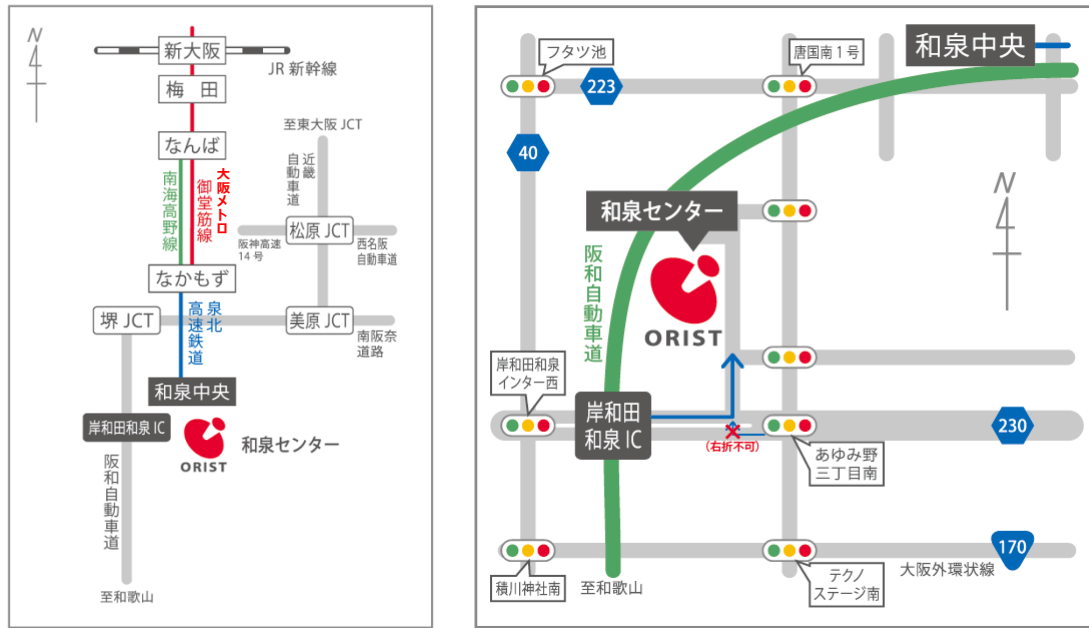 N
新大阪
JR 新幹線
梅 田
至東大阪 JCT
なんば
近畿
自動車道
南海高野線
御堂筋線
大阪メトロ
松原 JCT
阪神高速
14 号
西名阪
自動車道
なかもず
堺 JCT
泉北
高速鉄道
美原 JCT
南阪奈
道路
和泉中央
岸和田和泉 IC
ORIST
和泉センター
阪和自動車道
至和歌山
フタツ池
唐国南 1 号
和泉中央
223
40
N
和泉センター
阪和自動車道
ORIST
岸和田和泉
インター西
岸和田
和泉 IC
(右折不可)
230
あゆみ野
三丁目南
170
大阪外環状線
積川神社南
至和歌山
テクノ
ステージ南